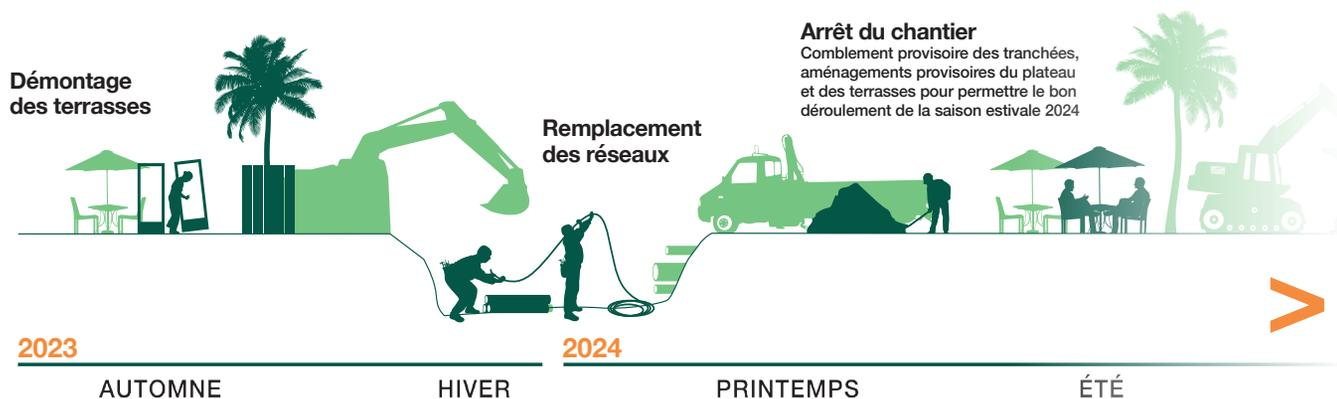 Démontage
des terrasses
Remplacement
des réseaux
Arrêt du chantier
Comblement provisoire des tranchées,
aménagements provisoires du plateau
et des terrasses pour permettre le bon
déroulement de la saison estivale 2024
>
2023
2024
AUTOMNE
HIVER
PRINTEMPS
ÉTÉ